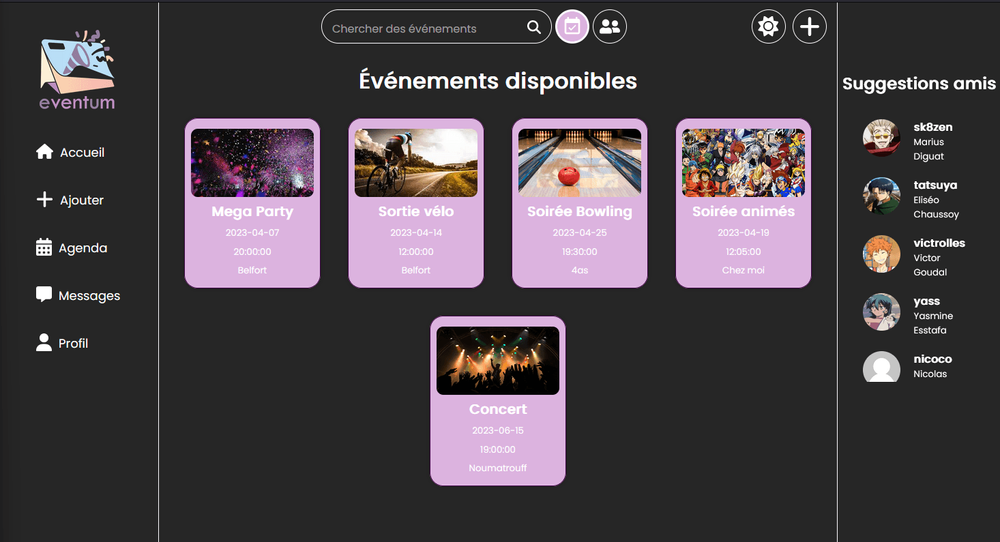 eventum
Accueil
Ajouter
Agenda
Messages
Profil
Chercher des événements
Événements disponibles
Mega Party
2023-04-07
20:00:00
Belfort
Sortie vélo
2023-04-14
12:00:00
Belfort
Soirée Bowling
2023-04-25
19:30:00
4as
Soirée animés
2023-04-19
12:05:00
Chez moi
Concert
2023-06-15
19:00:00
Noumatrouff
Suggestions amis
sk8zen
Marius
Diguat
tatsuya
Eliséo
Chaussoy
victrolles
Victor
Goudal
yass
Yasmine
Esstafa
nicoco
Nicolas